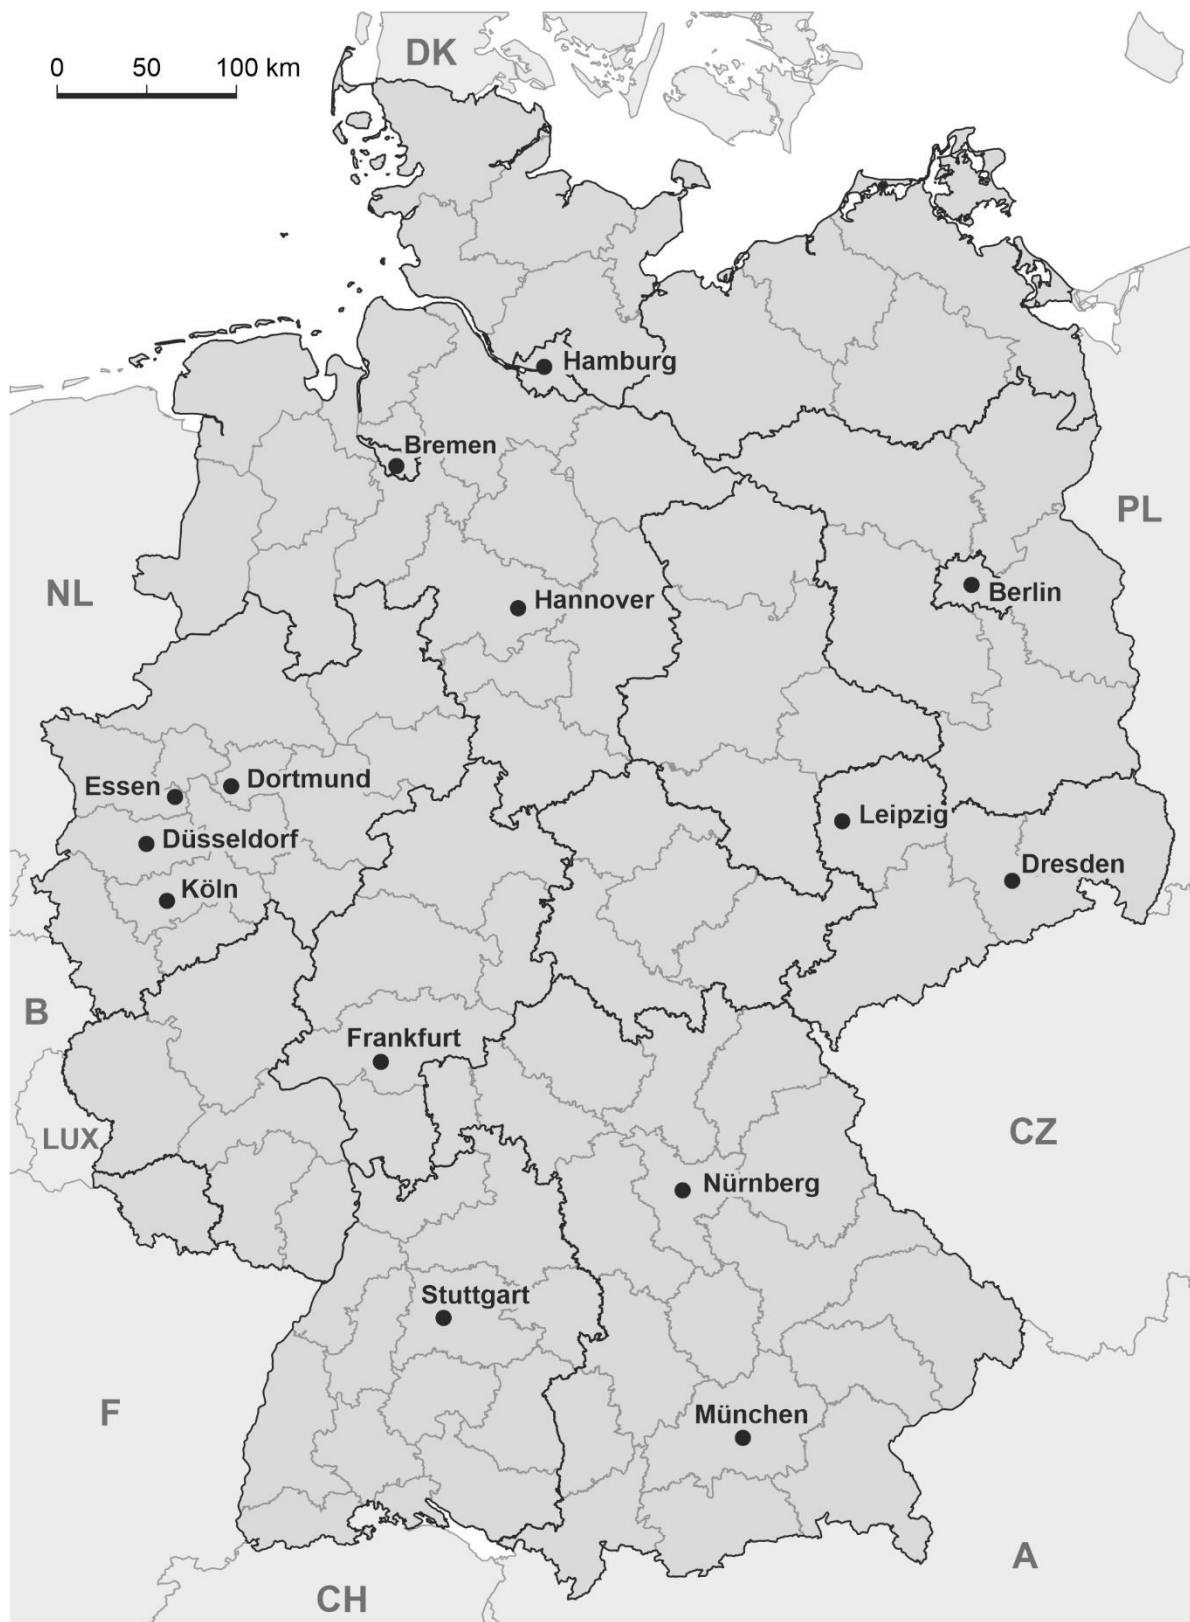 DK
0 50 100 km
Hamburg
Bremen
PL
NL
Hannover
Berlin
Essen
Dortmund
Leipzig
Düsseldorf
Dresden
Köln
B
Frankfurt
LUX
CZ
Nürnberg
Stuttgart
F
München
A
CH